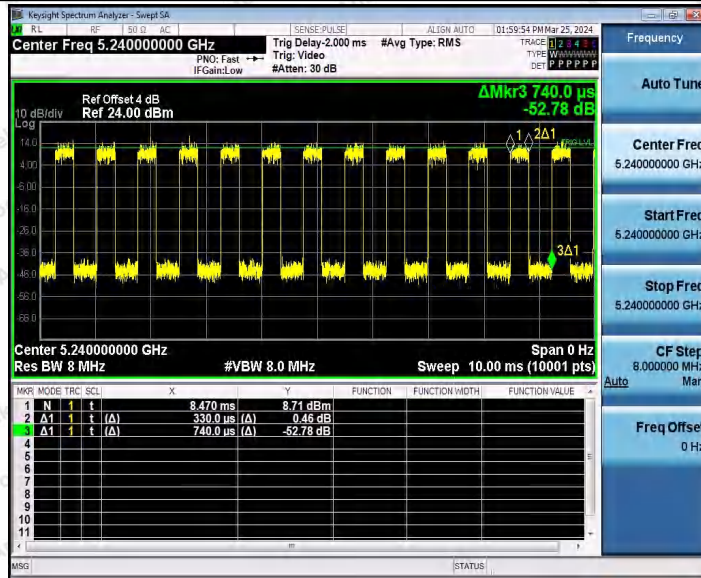 Keysight Spectrum Analyzer - Swept SA
RL RF 50 Ω AC SENSE:PULSE ALIGN AUTO 01:59:54 PM Mar 25, 2024
Center Freq 5.240000000 GHz
PNO: Fast
IFGain:Low
Trig Delay-2.000 ms
Trig: Video
#Atten: 30 dB
#Avg Type: RMS
TRACE 1 2 3 4 5 6
TYPE W
DET P P P P P P
Frequency
Auto Tune
ΔMkr3 740.0 µs
-52.78 dB
Ref Offset 4 dB
10 dB/div Ref 24.00 dBm
Log
14.0
4.00
-6.00
-16.0
-26.0
-36.0
-46.0
-56.0
-66.0
1 2Δ1
TRIG LVL
3Δ1
Center Freq
5.240000000 GHz
Start Freq
5.240000000 GHz
Stop Freq
5.240000000 GHz
CF Step
8.000000 MHz
Auto Man
Freq Offset
0 Hz
Center 5.240000000 GHz Span 0 Hz
Res BW 8 MHz #VBW 8.0 MHz Sweep 10.00 ms (10001 pts)
MKR MODE TRC SCL X Y FUNCTION FUNCTION WIDTH FUNCTION VALUE
1 N 1 t 8.470 ms 8.71 dBm
2 Δ1 1 t (Δ) 330.0 µs (Δ) 0.46 dB
3 Δ1 1 t (Δ) 740.0 µs (Δ) -52.78 dB
4
5
6
7
8
9
10
11
MSG STATUS